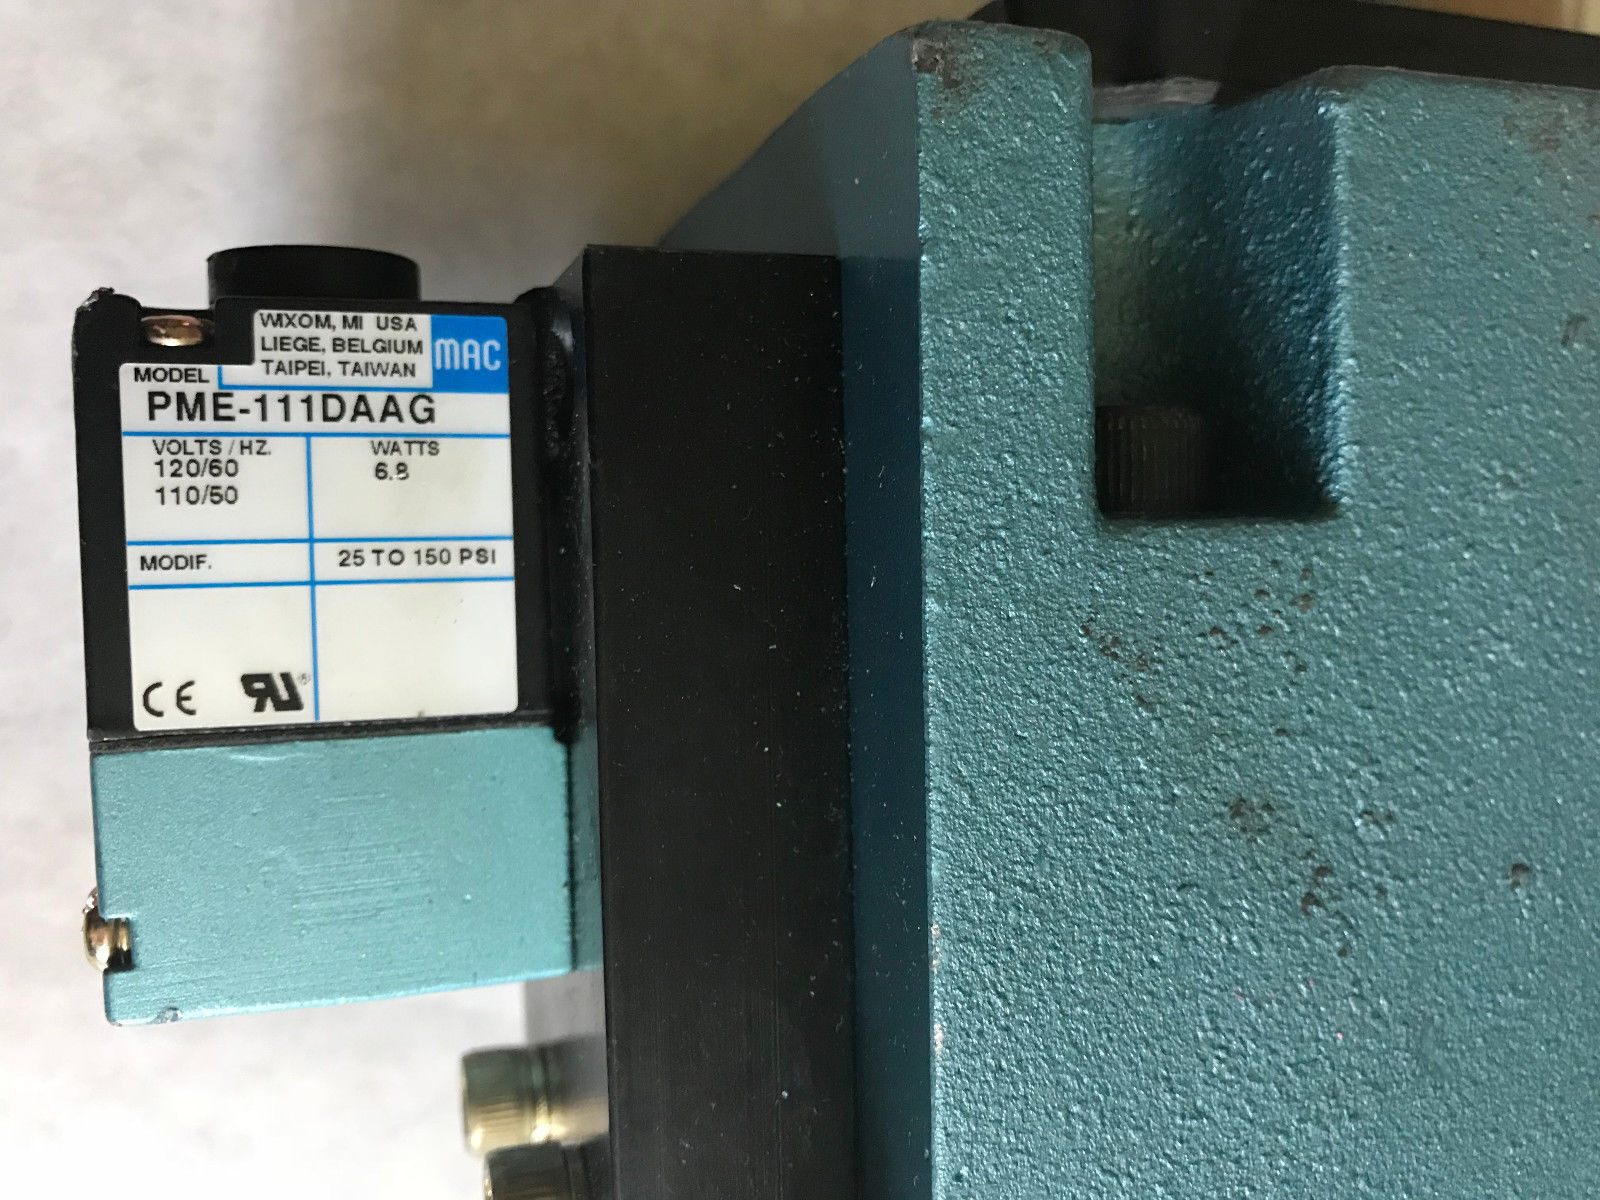 WIXOM, MI USA
LIEGE, BELGIUM
TAIPEI, TAIWAN
MAC
MODEL
PME-111DAAG
VOLTS / HZ.
120/60
110/50
WATTS
6.8
MODIF.
25 TO 150 PSI
CE
RU®